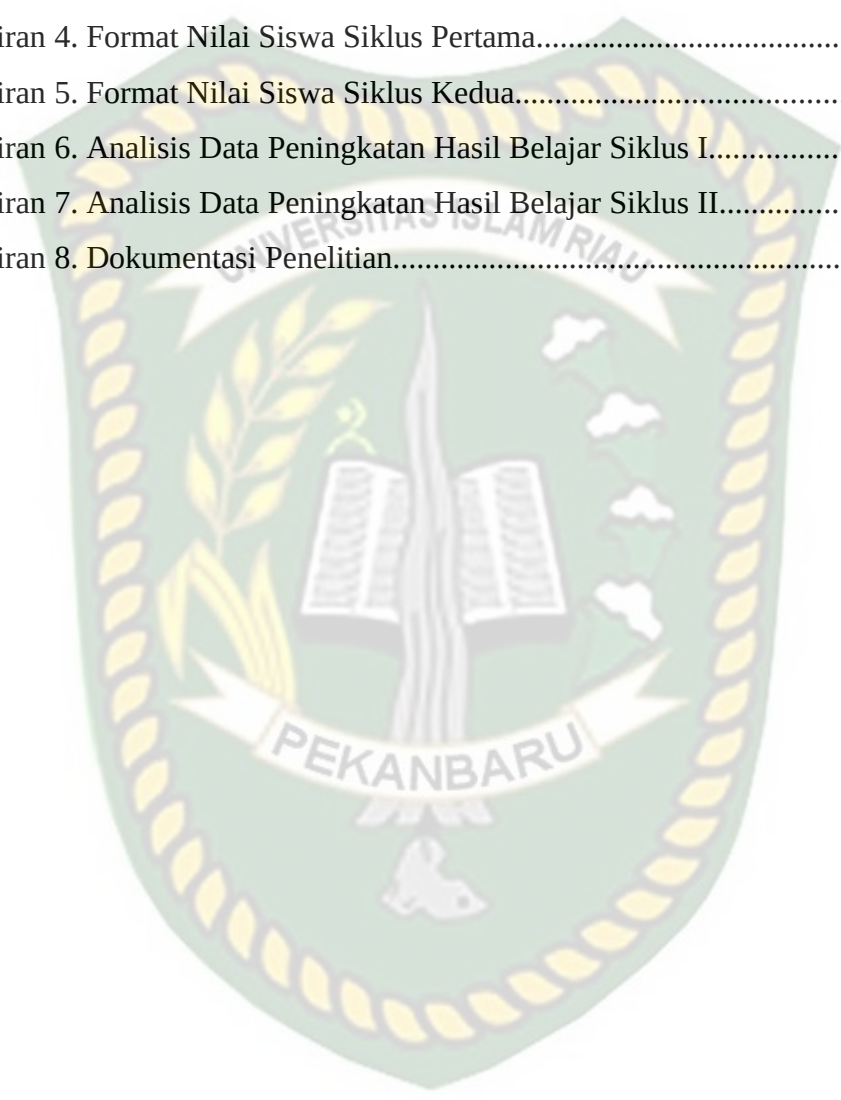 iran 4. Format Nilai Siswa Siklus Pertama...................................
iran 5. Format Nilai Siswa Siklus Kedua......................................
iran 6. Analisis Data Peningkatan Hasil Belajar Siklus I................
iran 7. Analisis Data Peningkatan Hasil Belajar Siklus II...............
iran 8. Dokumentasi Penelitian.....................................................
UNIVERSITAS ISLAM RIAU
PEKANBARU